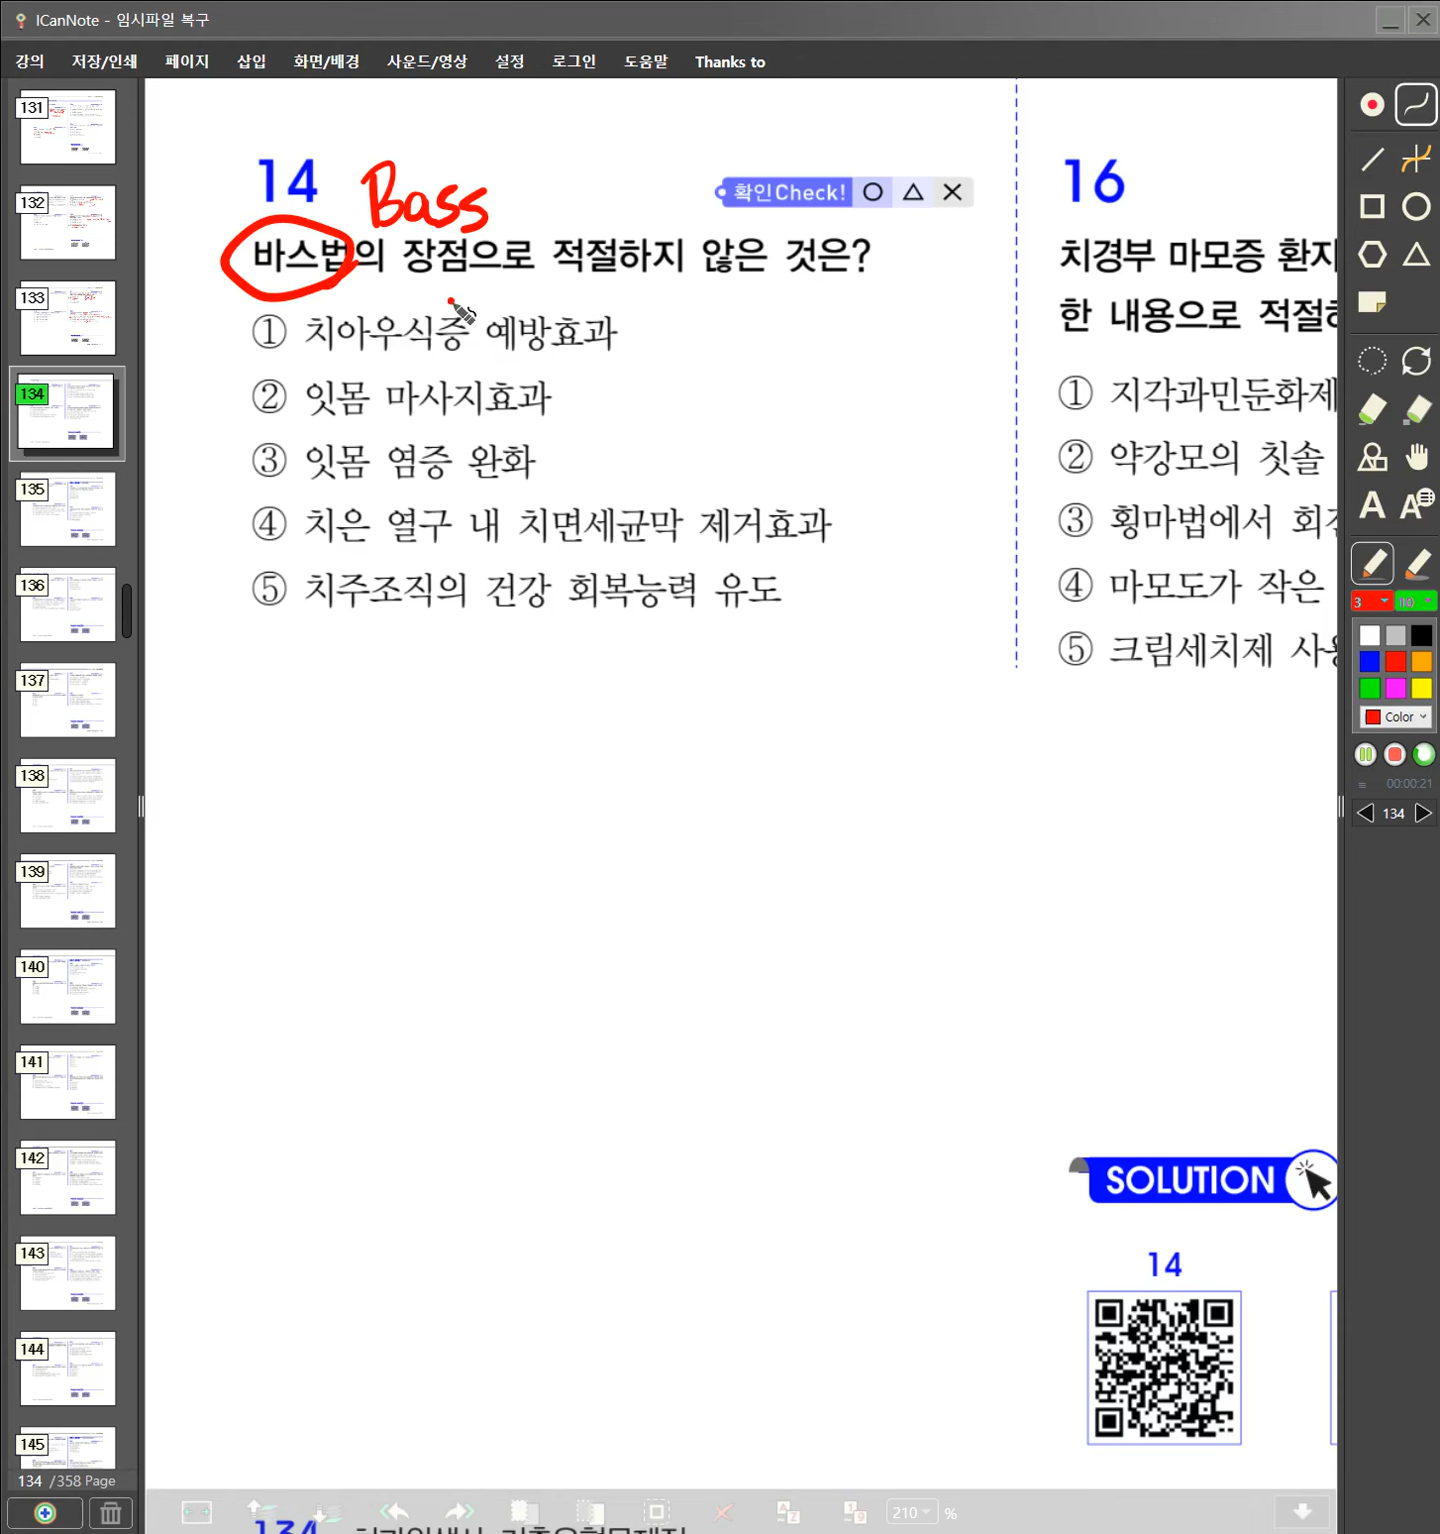 ICanNote - 임시파일 복구
강의 저장/인쇄 페이지 삽입 화면/배경 사운드/영상 설정 로그인 도움말 Thanks to
131
132
133
134
135
136
137
138
139
140
141
142
143
144
145
134 /358 Page
14 Bass
확인Check!
바스법의 장점으로 적절하지 않은 것은?
① 치아우식증 예방효과
② 잇몸 마사지효과
③ 잇몸 염증 완화
④ 치은 열구 내 치면세균막 제거효과
⑤ 치주조직의 건강 회복능력 유도
16
치경부 마모증 환자
한 내용으로 적절하
① 지각과민둔화제
② 약강모의 칫솔
③ 횡마법에서 회전
④ 마모도가 작은
⑤ 크림세치제 사용
SOLUTION
14
3
10
Color
00:00:21
134
210 %
134